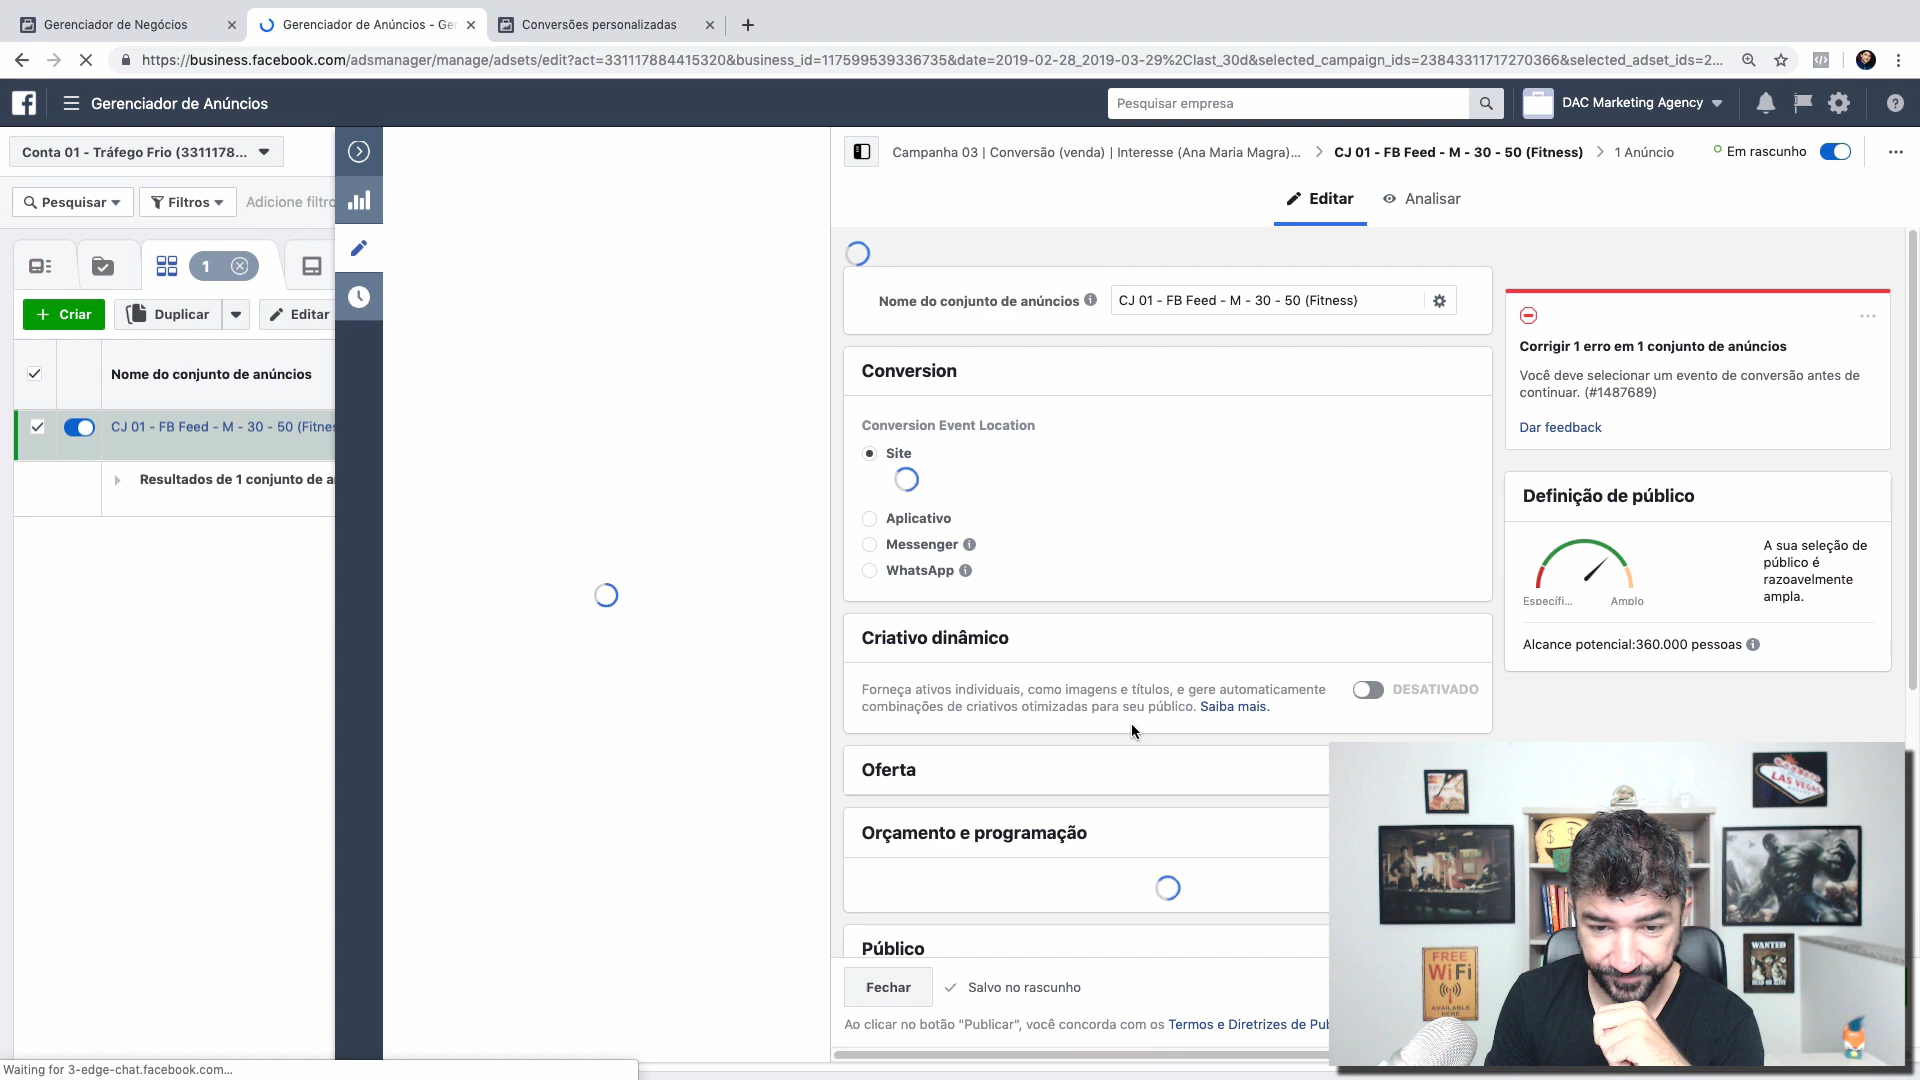 Gerenciador de Negócios
Gerenciador de Anúncios - Ger
Conversões personalizadas
https://business.facebook.com/adsmanager/manage/adsets/edit?act=331117884415320&business_id=117599539336735&date=2019-02-28_2019-03-29%2Clast_30d&selected_campaign_ids=23843311717270366&selected_adset_ids=2...
Gerenciador de Anúncios
Pesquisar empresa
DAC Marketing Agency
Conta 01 - Tráfego Frio (3311178...
Campanha 03 | Conversão (venda) | Interesse (Ana Maria Magra)...
CJ 01 - FB Feed - M - 30 - 50 (Fitness)
1 Anúncio
Em rascunho
Pesquisar
Filtros
Adicione filtro
Editar
Analisar
1
Criar
Duplicar
Editar
Nome do conjunto de anúncios
CJ 01 - FB Feed - M - 30 - 50 (Fitnes
Resultados de 1 conjunto de a
Nome do conjunto de anúncios
CJ 01 - FB Feed - M - 30 - 50 (Fitness)
Conversion
Conversion Event Location
Site
Aplicativo
Messenger
WhatsApp
Criativo dinâmico
Forneça ativos individuais, como imagens e títulos, e gere automaticamente
combinações de criativos otimizadas para seu público. Saiba mais.
DESATIVADO
Oferta
Orçamento e programação
Público
Fechar
Salvo no rascunho
Ao clicar no botão "Publicar", você concorda com os Termos e Diretrizes de Pub
Corrigir 1 erro em 1 conjunto de anúncios
Você deve selecionar um evento de conversão antes de
continuar. (#1487689)
Dar feedback
Definição de público
A sua seleção de
público é
razoavelmente
ampla.
Específi...
Amplo
Alcance potencial:360.000 pessoas
LAS VEGAS
FREE
WiFi
AVAILABLE
HERE
WANTED
DEAD OR ALIVE
Waiting for 3-edge-chat.facebook.com...